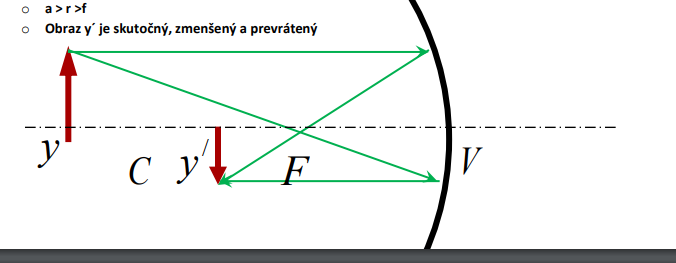 a > r >f
Obraz y´ je skutočný, zmenšený a prevrátený
y
C
y/
F
V